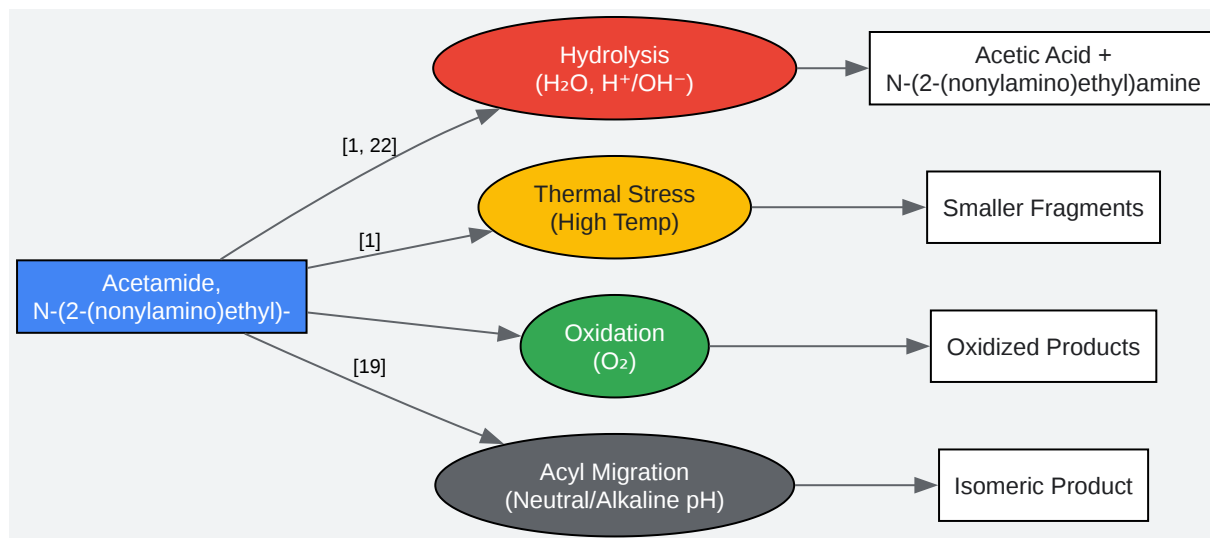 Hydrolysis
(H₂O, H⁺/OH⁻)
Acetic Acid +
N-(2-(nonylamino)ethyl)amine
[1, 22]
Thermal Stress
(High Temp)
Smaller Fragments
[1]
Acetamide,
N-(2-(nonylamino)ethyl)-
Oxidation
(O₂)
Oxidized Products
[19]
Acyl Migration
(Neutral/Alkaline pH)
Isomeric Product